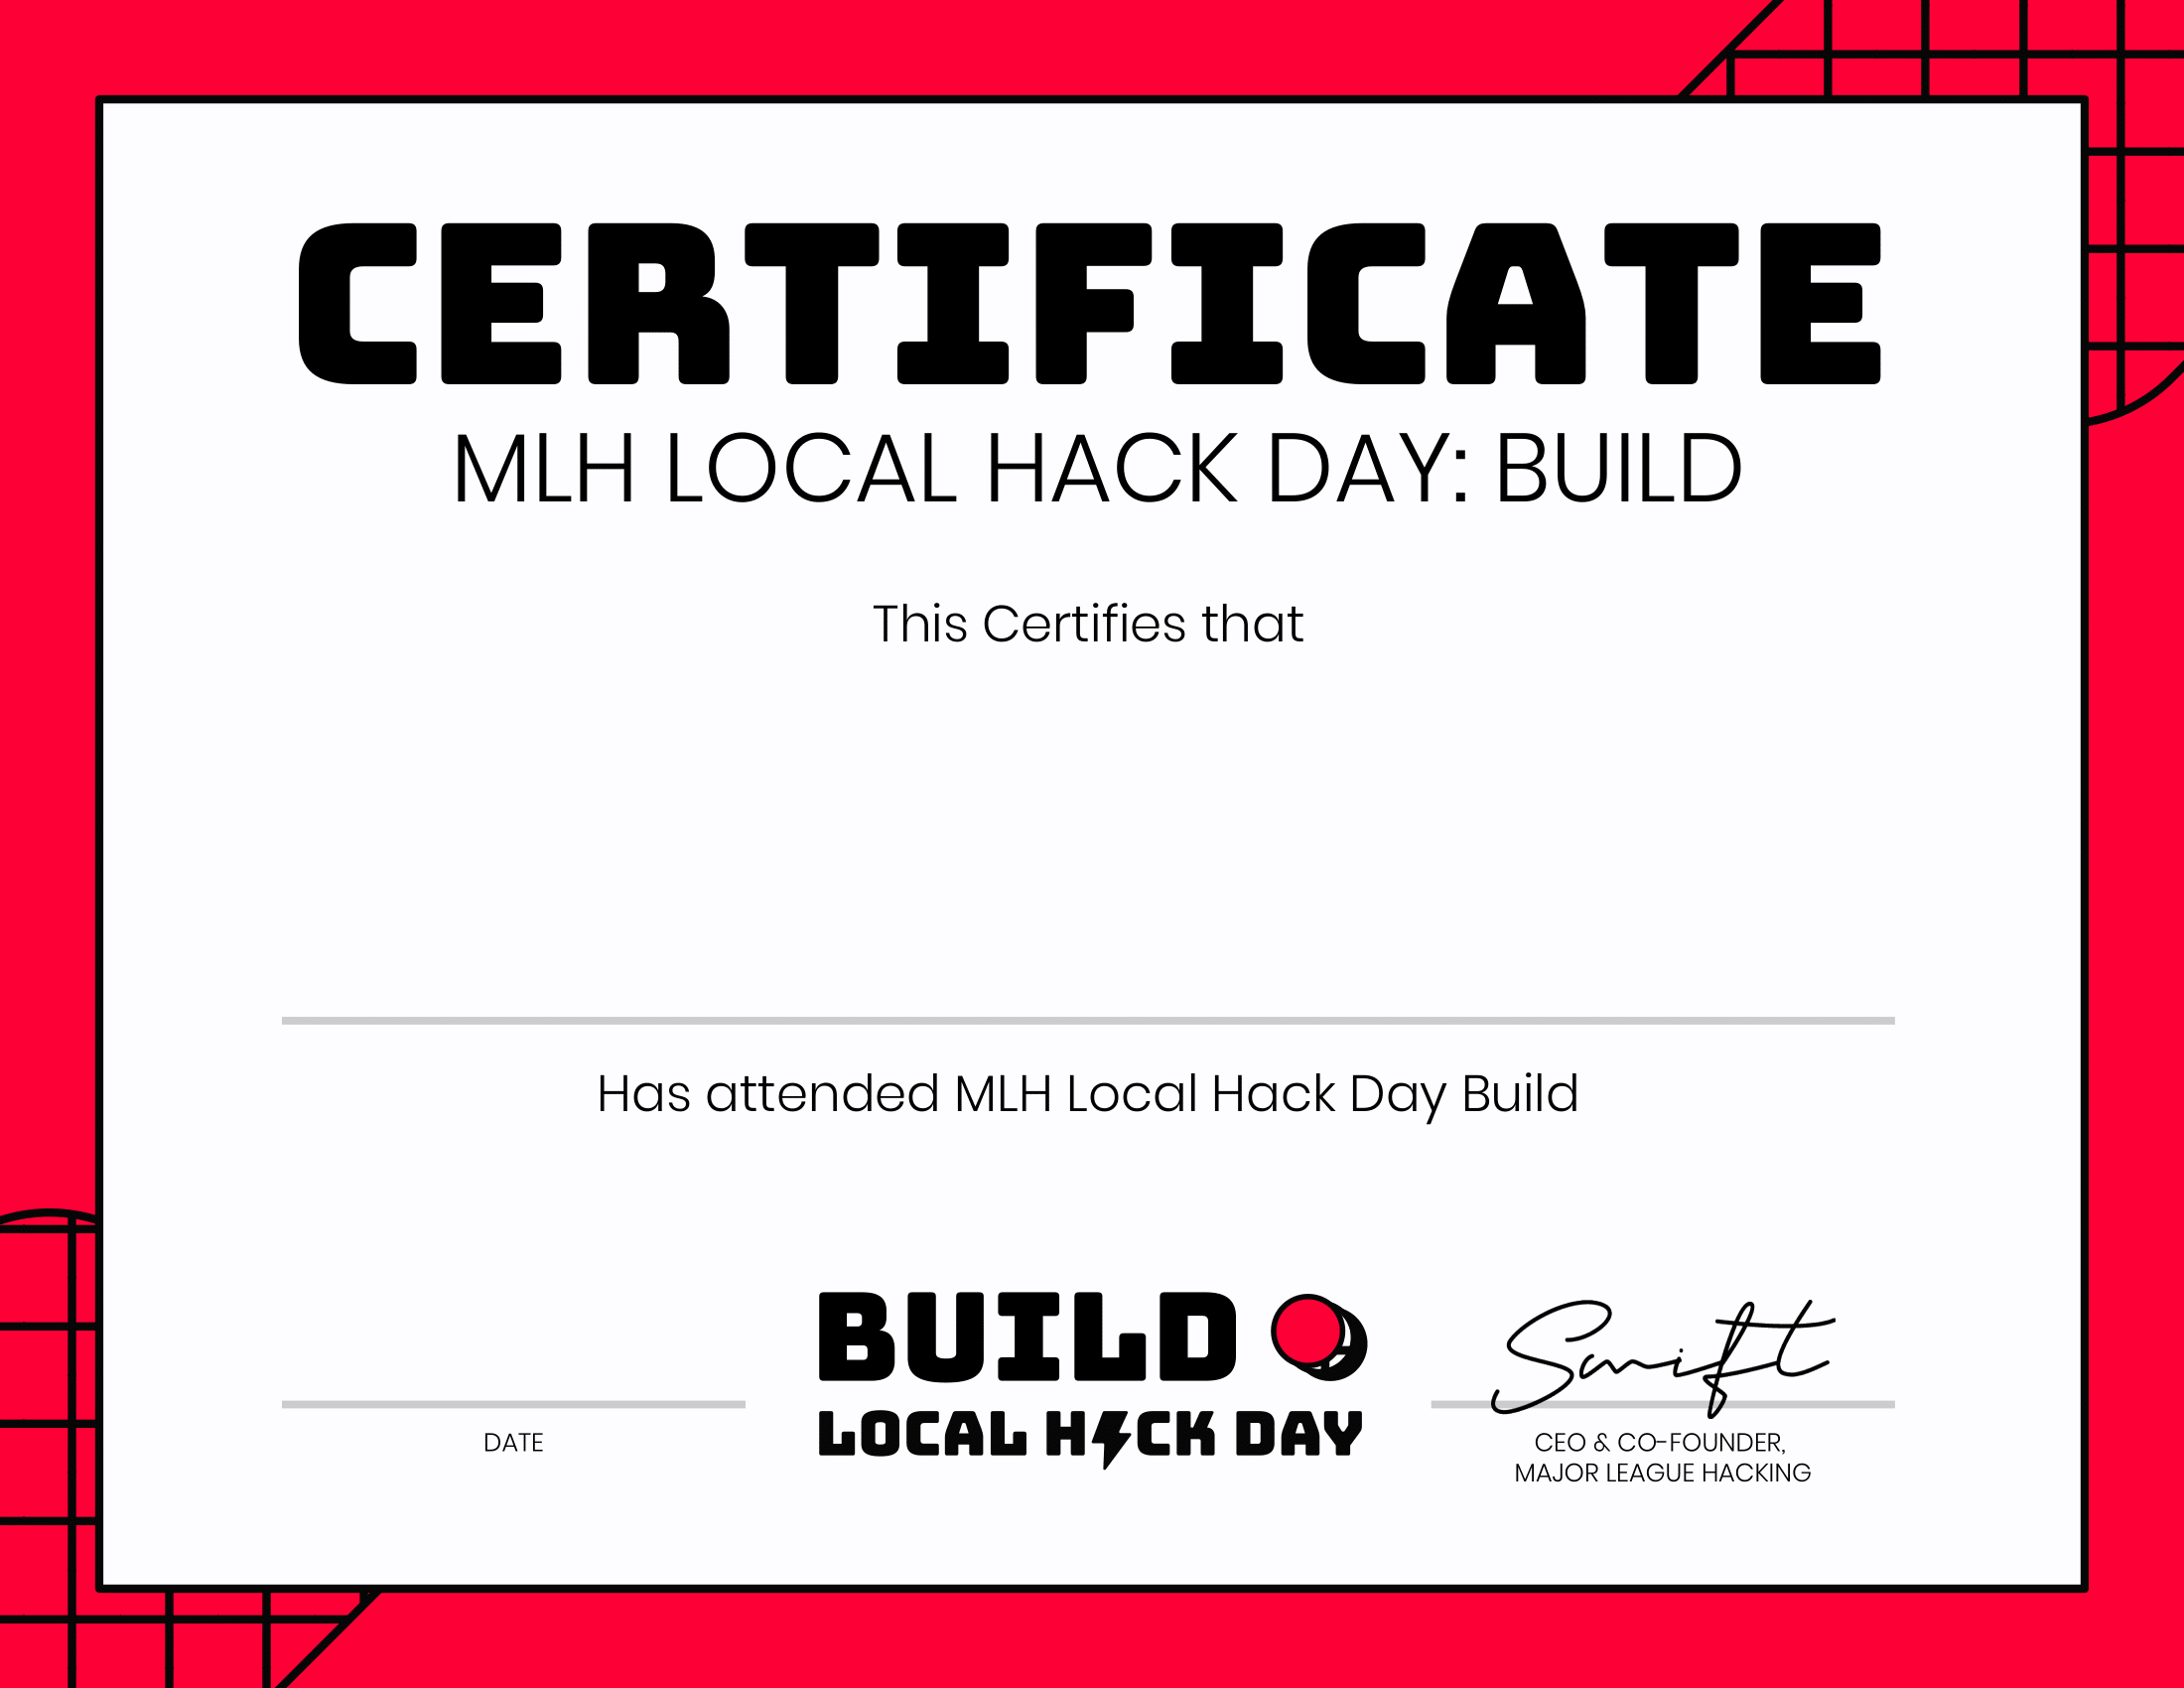 CERTIFICATE
MLH LOCAL HACK DAY: BUILD
This Certifies that
Has attended MLH Local Hack Day Build
BUILD
LOCAL HACK DAY
Swift
DATE
CEO & CO-FOUNDER,
MAJOR LEAGUE HACKING